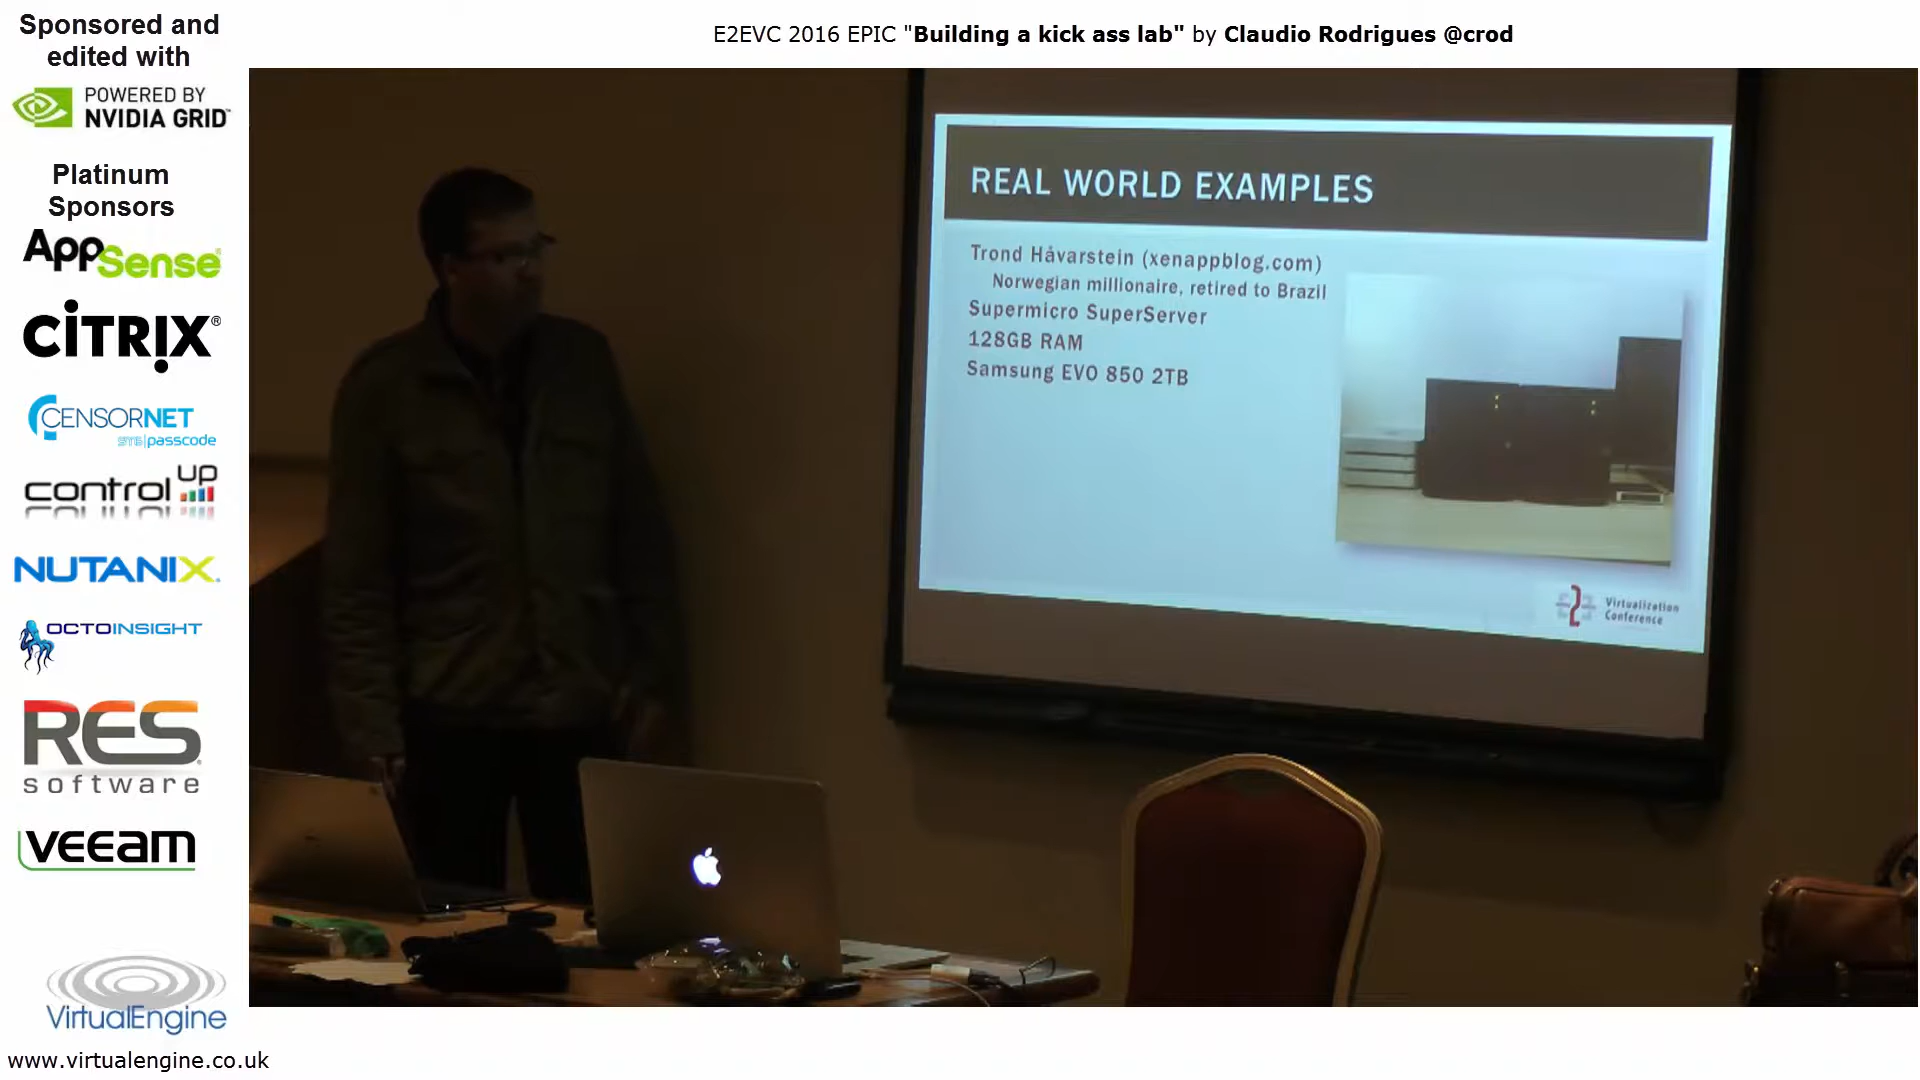 Sponsored and
edited with
POWERED BY
NVIDIA GRID
Platinum
Sponsors
AppSense
CITRIX
CENSORNET
SMS|passcode
control UP
NUTANIX
OCTOINSIGHT
RES
software
VEEAM
VirtualEngine
www.virtualengine.co.uk
E2EVC 2016 EPIC "Building a kick ass lab" by Claudio Rodrigues @crod
REAL WORLD EXAMPLES
Trond Håvarstein (xenappblog.com)
Norwegian millionaire, retired to Brazil
Supermicro SuperServer
128GB RAM
Samsung EVO 850 2TB
Virtualization
Conference